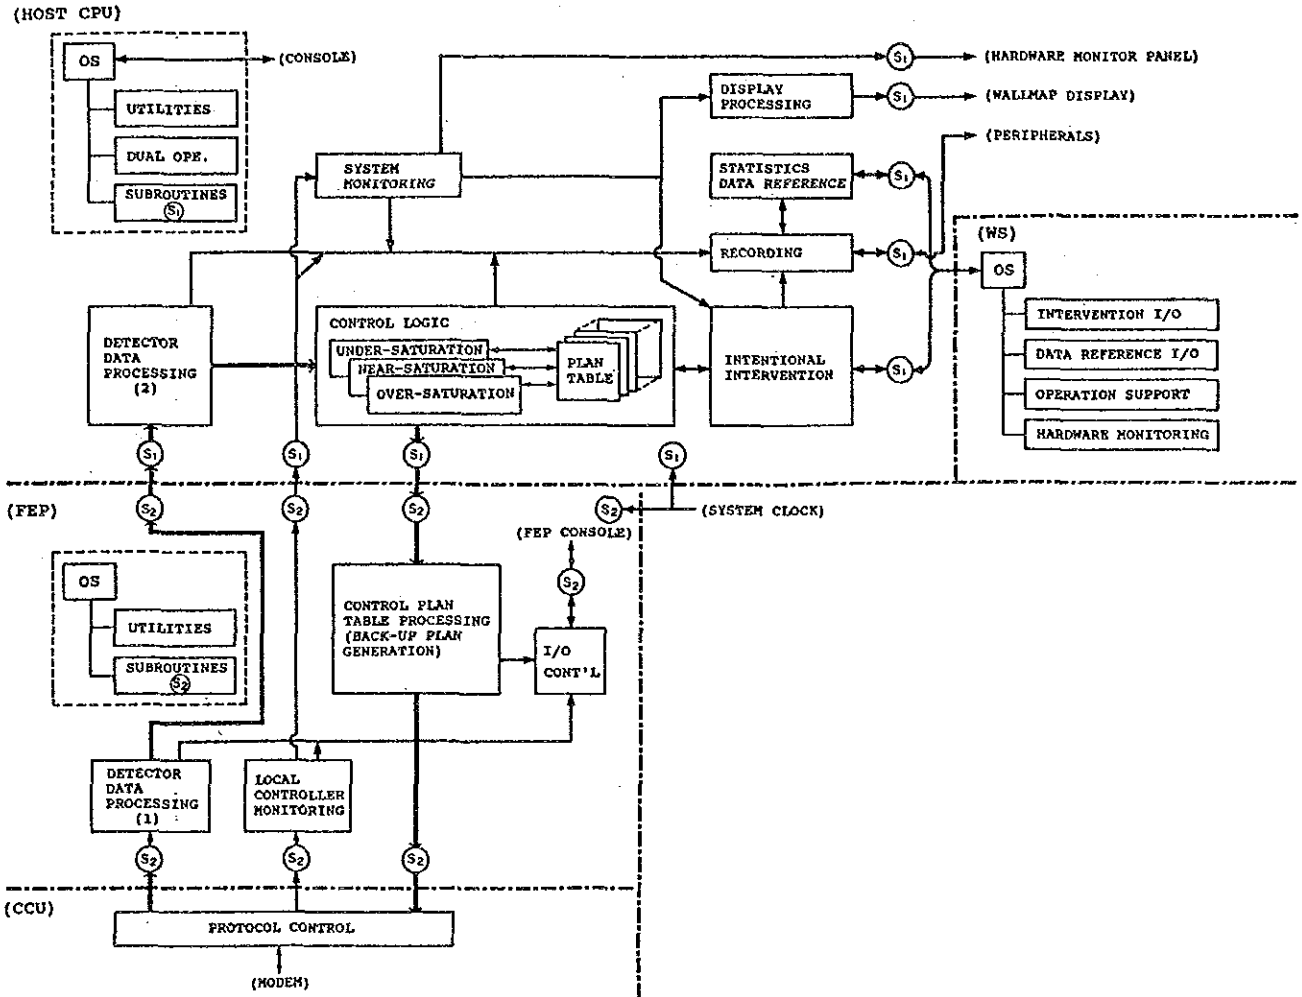 (HOST CPU)
OS
(CONSOLE)
UTILITIES
DUAL OPE.
SUBROUTINES
S1
S1
(HARDWARE MONITOR PANEL)
DISPLAY
PROCESSING
S1
(WALLMAP DISPLAY)
(PERIPHERALS)
SYSTEM
MONITORING
STATISTICS
DATA REFERENCE
S1
RECORDING
S1
(WS)
OS
INTERVENTION I/O
DATA REFERENCE I/O
OPERATION SUPPORT
HARDWARE MONITORING
DETECTOR
DATA
PROCESSING
(2)
CONTROL LOGIC
UNDER-SATURATION
NEAR-SATURATION
OVER-SATURATION
PLAN
TABLE
INTENTIONAL
INTERVENTION
S1
S1
S1
S1
S1
(FEP)
S2
S2
S2
S2
(SYSTEM CLOCK)
(FEP CONSOLE)
S2
OS
UTILITIES
SUBROUTINES
S2
CONTROL PLAN
TABLE PROCESSING
(BACK-UP PLAN
GENERATION)
I/O
CONT'L
DETECTOR
DATA
PROCESSING
(1)
LOCAL
CONTROLLER
MONITORING
S2
S2
S2
(CCU)
PROTOCOL CONTROL
(MODEM)